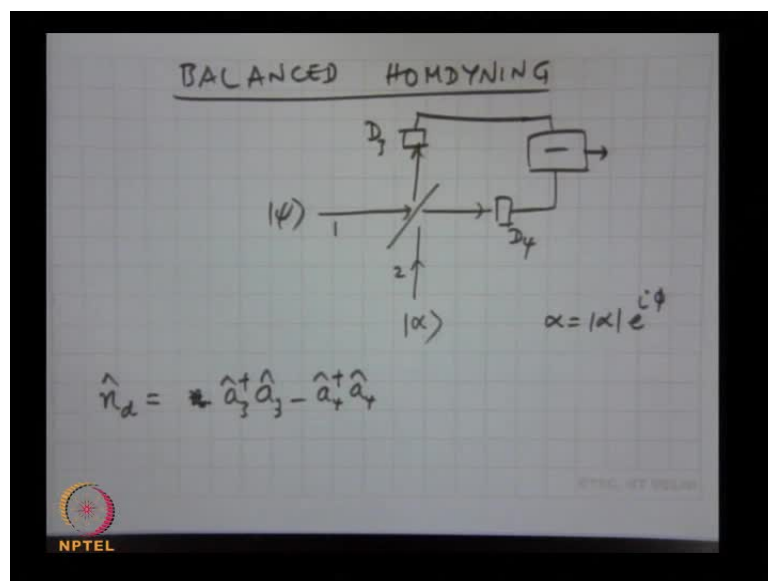 BALANCED HOMDYNING
D₃
−
|ψ⟩
1
D₄
2
|α⟩
α = |α| e^{iϕ}
n̂_d = â₃†â₃ − â₄†â₄
NPTEL